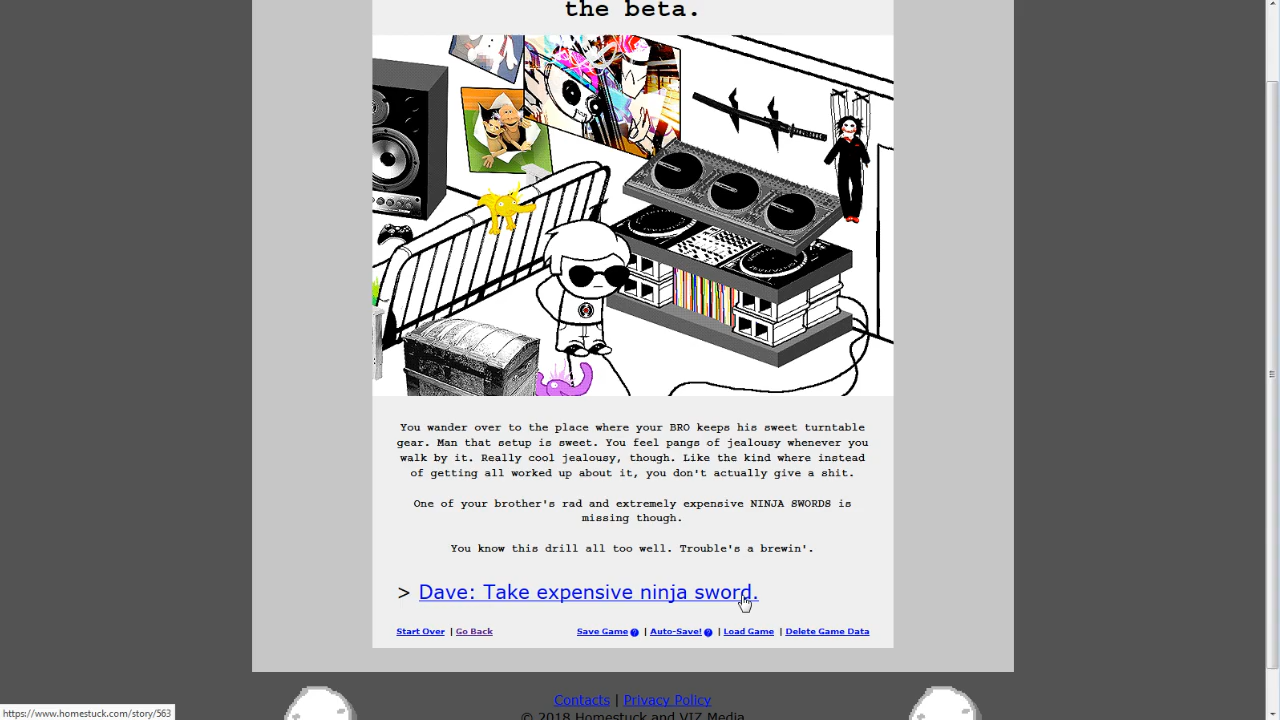 the beta.
You wander over to the place where your BRO keeps his sweet turntable
gear. Man that setup is sweet. You feel pangs of jealousy whenever you
walk by it. Really cool jealousy, though. Like the kind where instead
of getting all worked up about it, you don't actually give a shit.
One of your brother's rad and extremely expensive NINJA SWORDS is
missing though.
You know this drill all too well. Trouble's a brewin'.
> Dave: Take expensive ninja sword.
Start Over | Go Back Save Game ? | Auto-Save! ? | Load Game | Delete Game Data
Contacts | Privacy Policy
© 2018 Homestuck and VIZ Media
https://www.homestuck.com/story/563